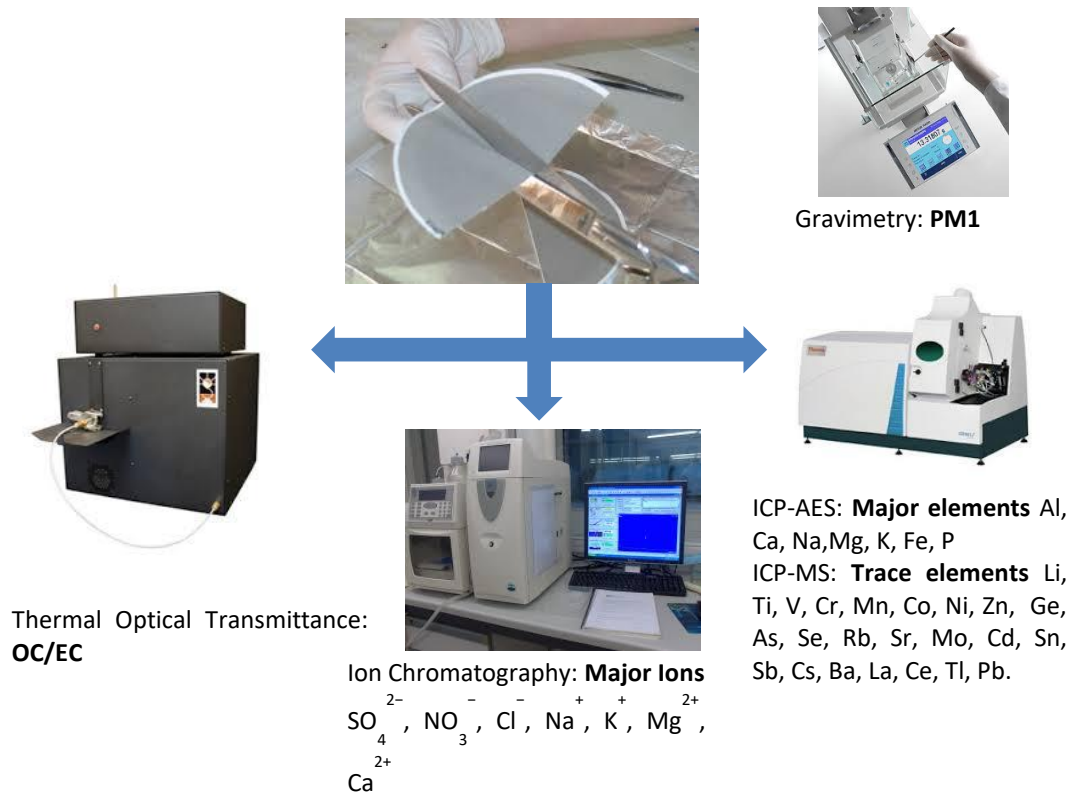 13.31807 g
Gravimetry: PM1
Thermal Optical Transmittance:
OC/EC
Ion Chromatography: Major Ions
SO₄²⁻, NO₃⁻, Cl⁻, Na⁺, K⁺, Mg²⁺,
Ca²⁺
ICP-AES: Major elements Al,
Ca, Na,Mg, K, Fe, P
ICP-MS: Trace elements Li,
Ti, V, Cr, Mn, Co, Ni, Zn, Ge,
As, Se, Rb, Sr, Mo, Cd, Sn,
Sb, Cs, Ba, La, Ce, Tl, Pb.